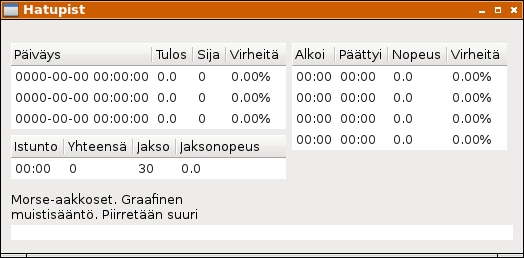 Hatupist
Päiväys Tulos Sija Virheitä
0000-00-00 00:00:00 0.0 0 0.00%
0000-00-00 00:00:00 0.0 0 0.00%
0000-00-00 00:00:00 0.0 0 0.00%
Istunto Yhteensä Jakso Jaksonopeus
00:00 0 30 0.0
Alkoi Päättyi Nopeus Virheitä
00:00 00:00 0.0 0.00%
00:00 00:00 0.0 0.00%
00:00 00:00 0.0 0.00%
00:00 00:00 0.0 0.00%
Morse-aakkoset. Graafinen
muistisääntö. Piirretään suuri